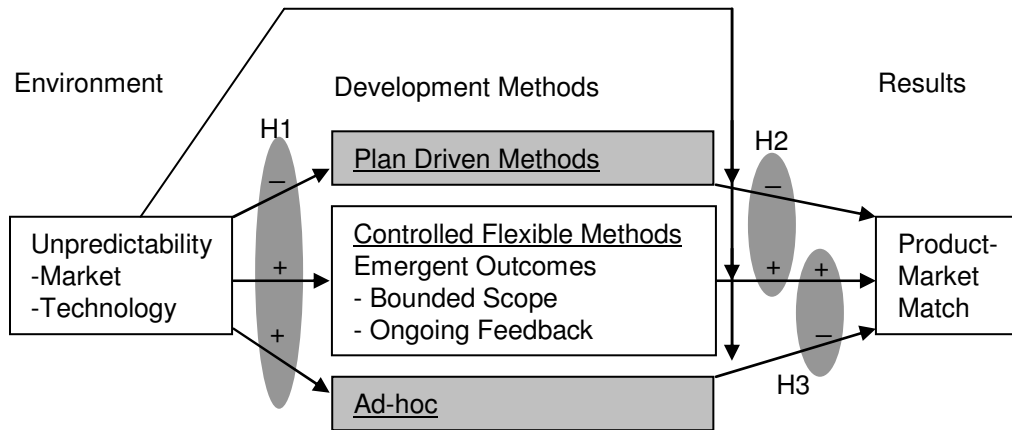 Environment
Development Methods
Results
H1
H2
Plan Driven Methods
–
–
Unpredictability
-Market
-Technology
+
+
Controlled Flexible Methods
Emergent Outcomes
- Bounded Scope
- Ongoing Feedback
+
+
–
Product-
Market
Match
H3
Ad-hoc